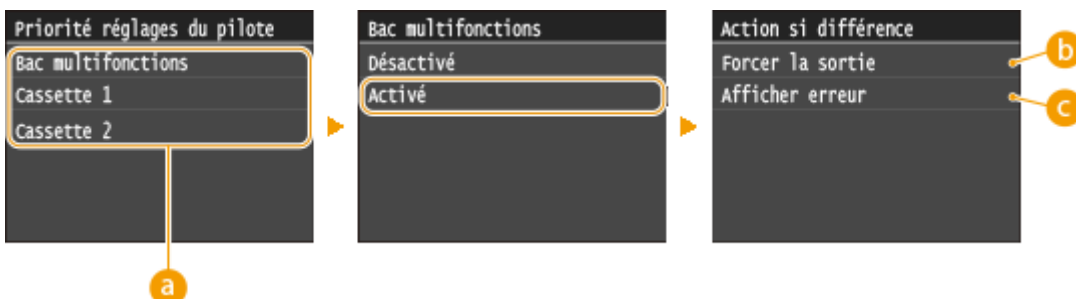 Priorité réglages du pilote
Bac multifonctions
Cassette 1
Cassette 2
a
Bac multifonctions
Désactivé
Activé
Action si différence
Forcer la sortie
b
Afficher erreur
c